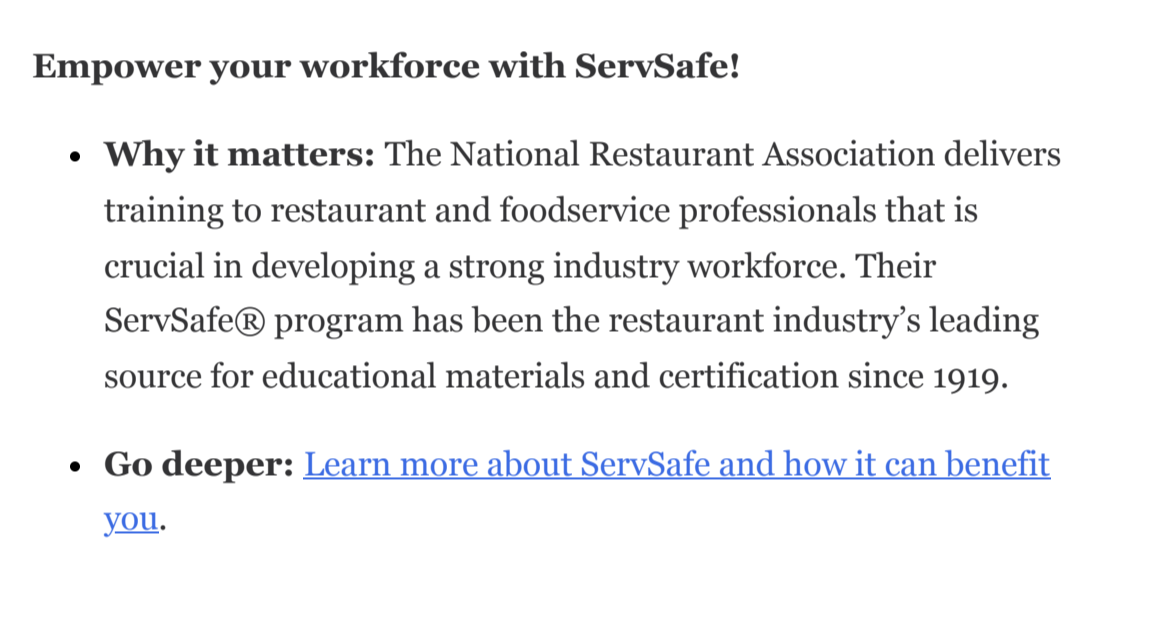 Empower your workforce with ServSafe!
• Why it matters: The National Restaurant Association delivers
training to restaurant and foodservice professionals that is
crucial in developing a strong industry workforce. Their
ServSafe® program has been the restaurant industry’s leading
source for educational materials and certification since 1919.
• Go deeper: Learn more about ServSafe and how it can benefit
you.